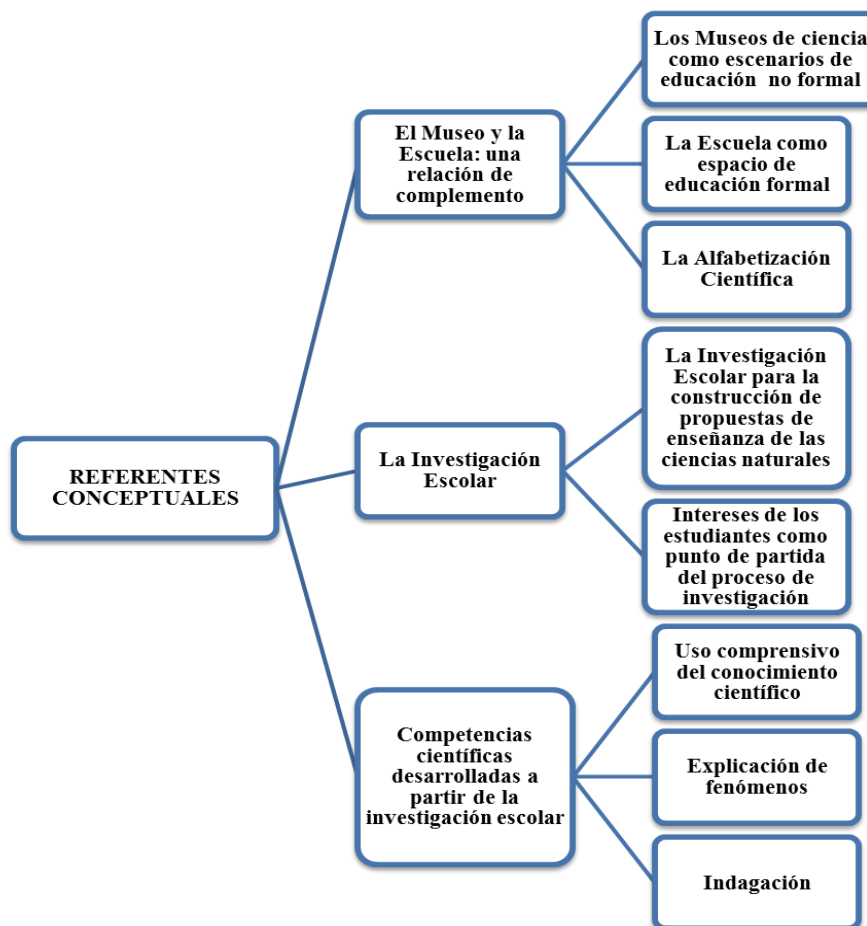 REFERENTES
CONCEPTUALES
El Museo y la
Escuela: una
relación de
complemento
Los Museos de ciencia
como escenarios de
educación no formal
La Escuela como
espacio de
educación formal
La Alfabetización
Científica
La Investigación
Escolar
La Investigación
Escolar para la
construcción de
propuestas de
enseñanza de las
ciencias naturales
Intereses de los
estudiantes como
punto de partida
del proceso de
investigación
Competencias
científicas
desarrolladas a
partir de la
investigación escolar
Uso comprensivo
del conocimiento
científico
Explicación de
fenómenos
Indagación